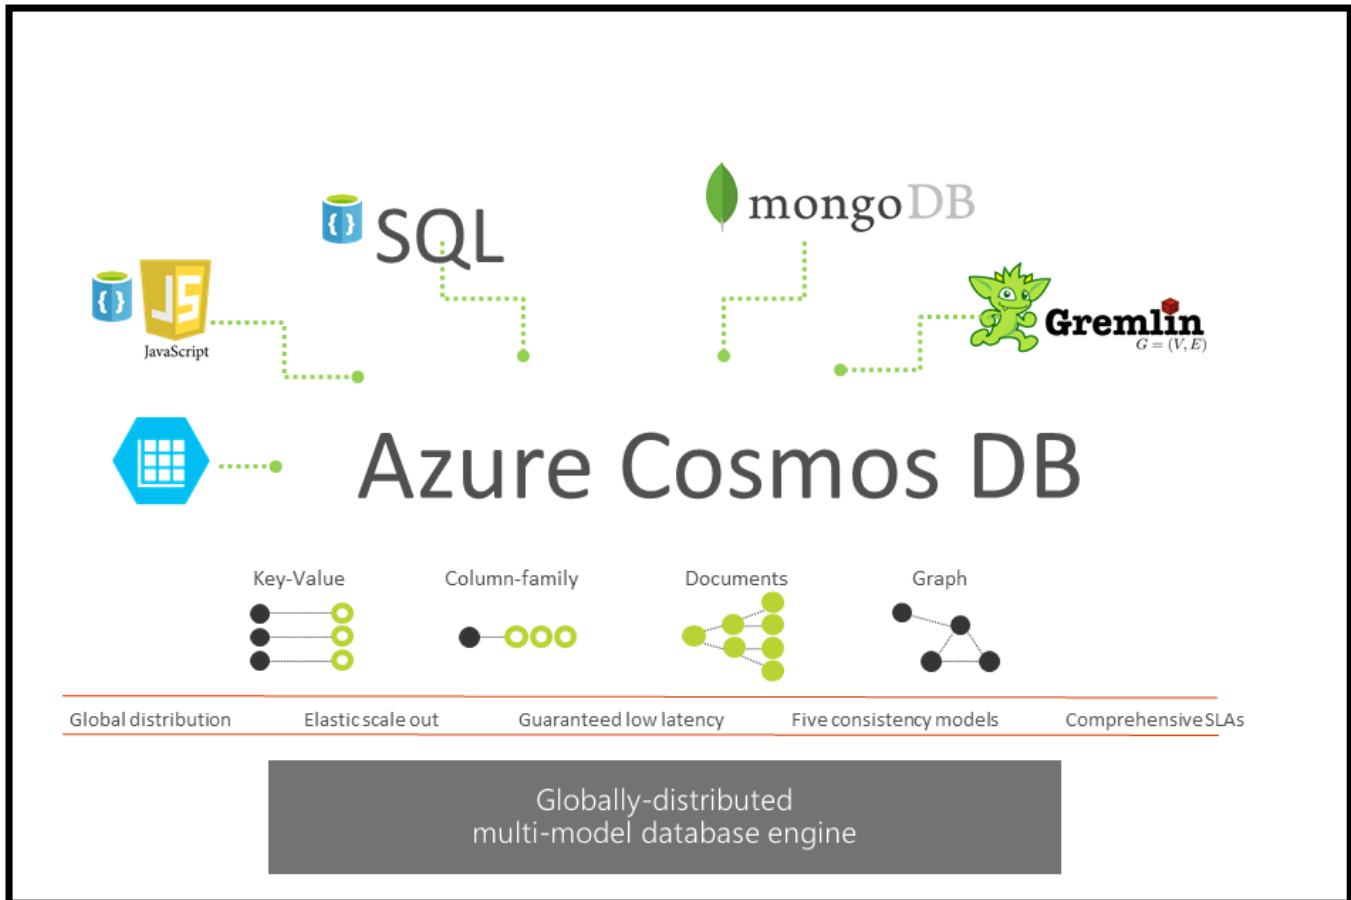 SQL
mongoDB
{ }
{ }
JS
JavaScript
Gremlin
G = (V, E)
Azure Cosmos DB
Key-Value
Column-family
Documents
Graph
Global distribution
Elastic scale out
Guaranteed low latency
Five consistency models
Comprehensive SLAs
Globally-distributed
multi-model database engine